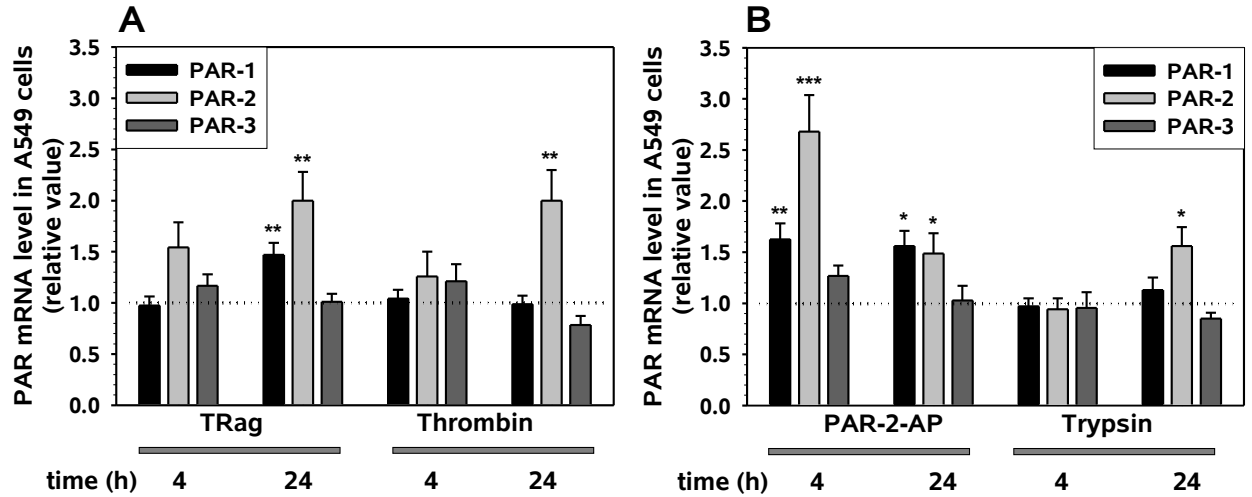 A
PAR mRNA level in A549 cells
(relative value)
3.5
3.0
2.5
2.0
1.5
1.0
0.5
0.0
PAR-1
PAR-2
PAR-3
**
**
**
TRag
Thrombin
time (h)
4
24
4
24
B
PAR mRNA level in A549 cells
(relative value)
3.5
3.0
2.5
2.0
1.5
1.0
0.5
0.0
PAR-1
PAR-2
PAR-3
**
***
*
*
*
PAR-2-AP
Trypsin
time (h)
4
24
4
24